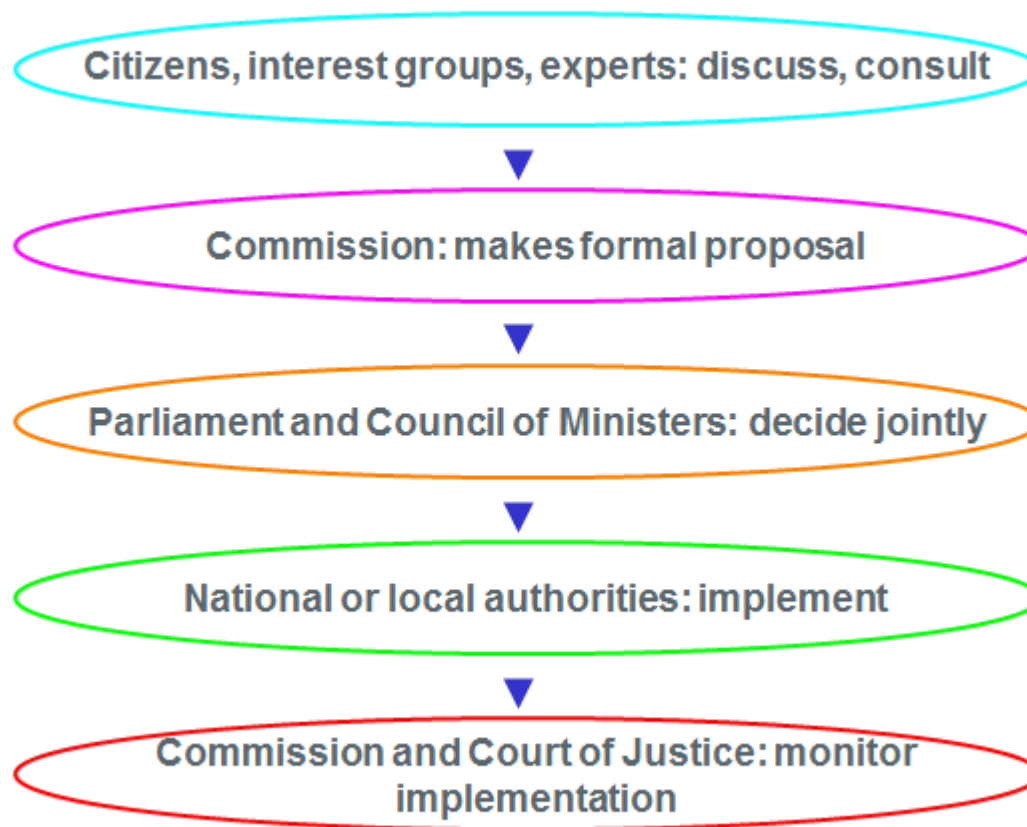 Citizens, interest groups, experts: discuss, consult
Commission: makes formal proposal
Parliament and Council of Ministers: decide jointly
National or local authorities: implement
Commission and Court of Justice: monitor
implementation